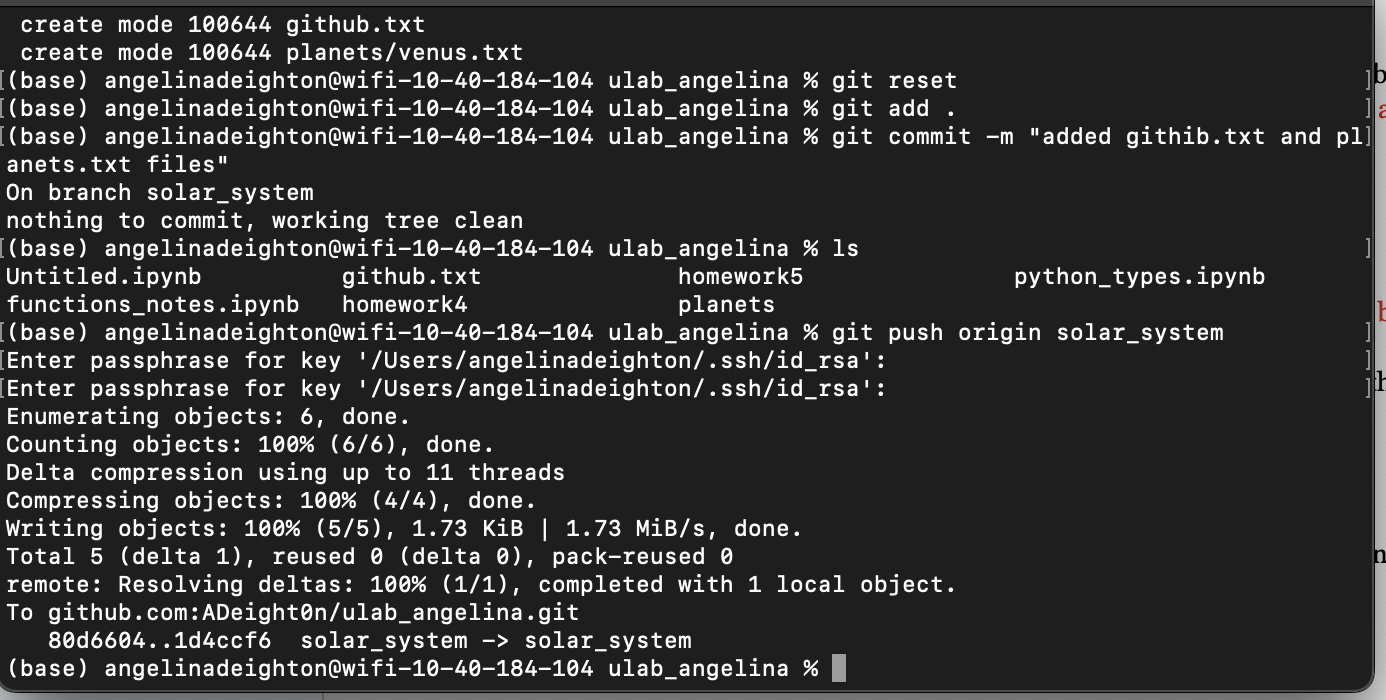 create mode 100644 github.txt
create mode 100644 planets/venus.txt
[(base) angelinadeighton@wifi-10-40-184-104 ulab_angelina % git reset ]
[(base) angelinadeighton@wifi-10-40-184-104 ulab_angelina % git add . ]
[(base) angelinadeighton@wifi-10-40-184-104 ulab_angelina % git commit -m "added githib.txt and pl]
anets.txt files"
On branch solar_system
nothing to commit, working tree clean
[(base) angelinadeighton@wifi-10-40-184-104 ulab_angelina % ls ]
Untitled.ipynb github.txt homework5 python_types.ipynb
functions_notes.ipynb homework4 planets
[(base) angelinadeighton@wifi-10-40-184-104 ulab_angelina % git push origin solar_system ]
[Enter passphrase for key '/Users/angelinadeighton/.ssh/id_rsa': ]
[Enter passphrase for key '/Users/angelinadeighton/.ssh/id_rsa': ]
Enumerating objects: 6, done.
Counting objects: 100% (6/6), done.
Delta compression using up to 11 threads
Compressing objects: 100% (4/4), done.
Writing objects: 100% (5/5), 1.73 KiB | 1.73 MiB/s, done.
Total 5 (delta 1), reused 0 (delta 0), pack-reused 0
remote: Resolving deltas: 100% (1/1), completed with 1 local object.
To github.com:ADeight0n/ulab_angelina.git
80d6604..1d4ccf6 solar_system -> solar_system
(base) angelinadeighton@wifi-10-40-184-104 ulab_angelina %